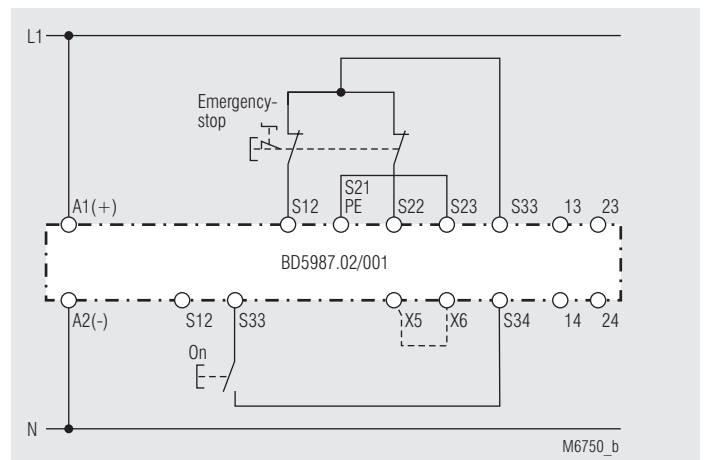 L1
Emergency-
stop
S21
A1(+) S12 PE S22 S23 S33 13 23
BD5987.02/001
A2(-) S12 S33 X5 X6 S34 14 24
On
N
M6750_b